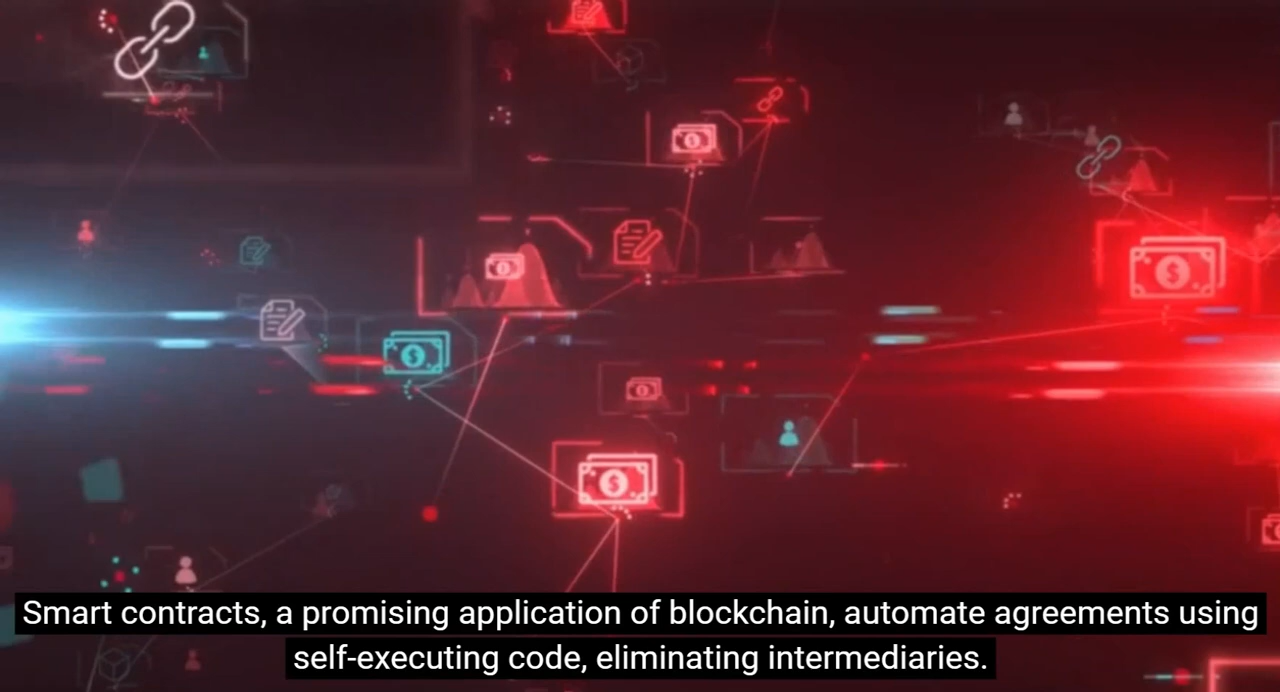 Smart contracts, a promising application of blockchain, automate agreements using
self-executing code, eliminating intermediaries.